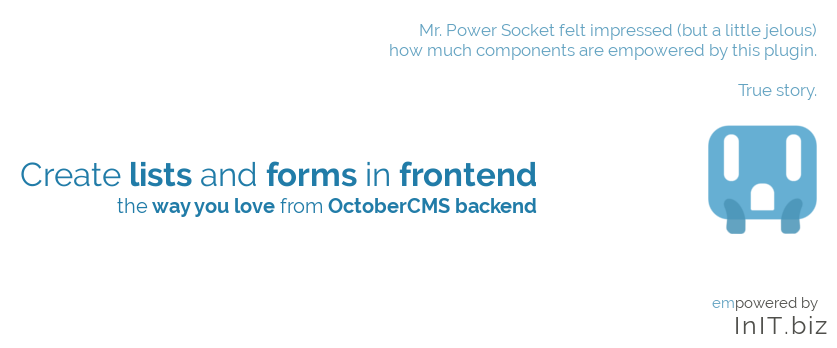 Mr. Power Socket felt impressed (but a little jelous)
how much components are empowered by this plugin.
True story.
Create lists and forms in frontend
the way you love from OctoberCMS backend
empowered by
InIT.biz